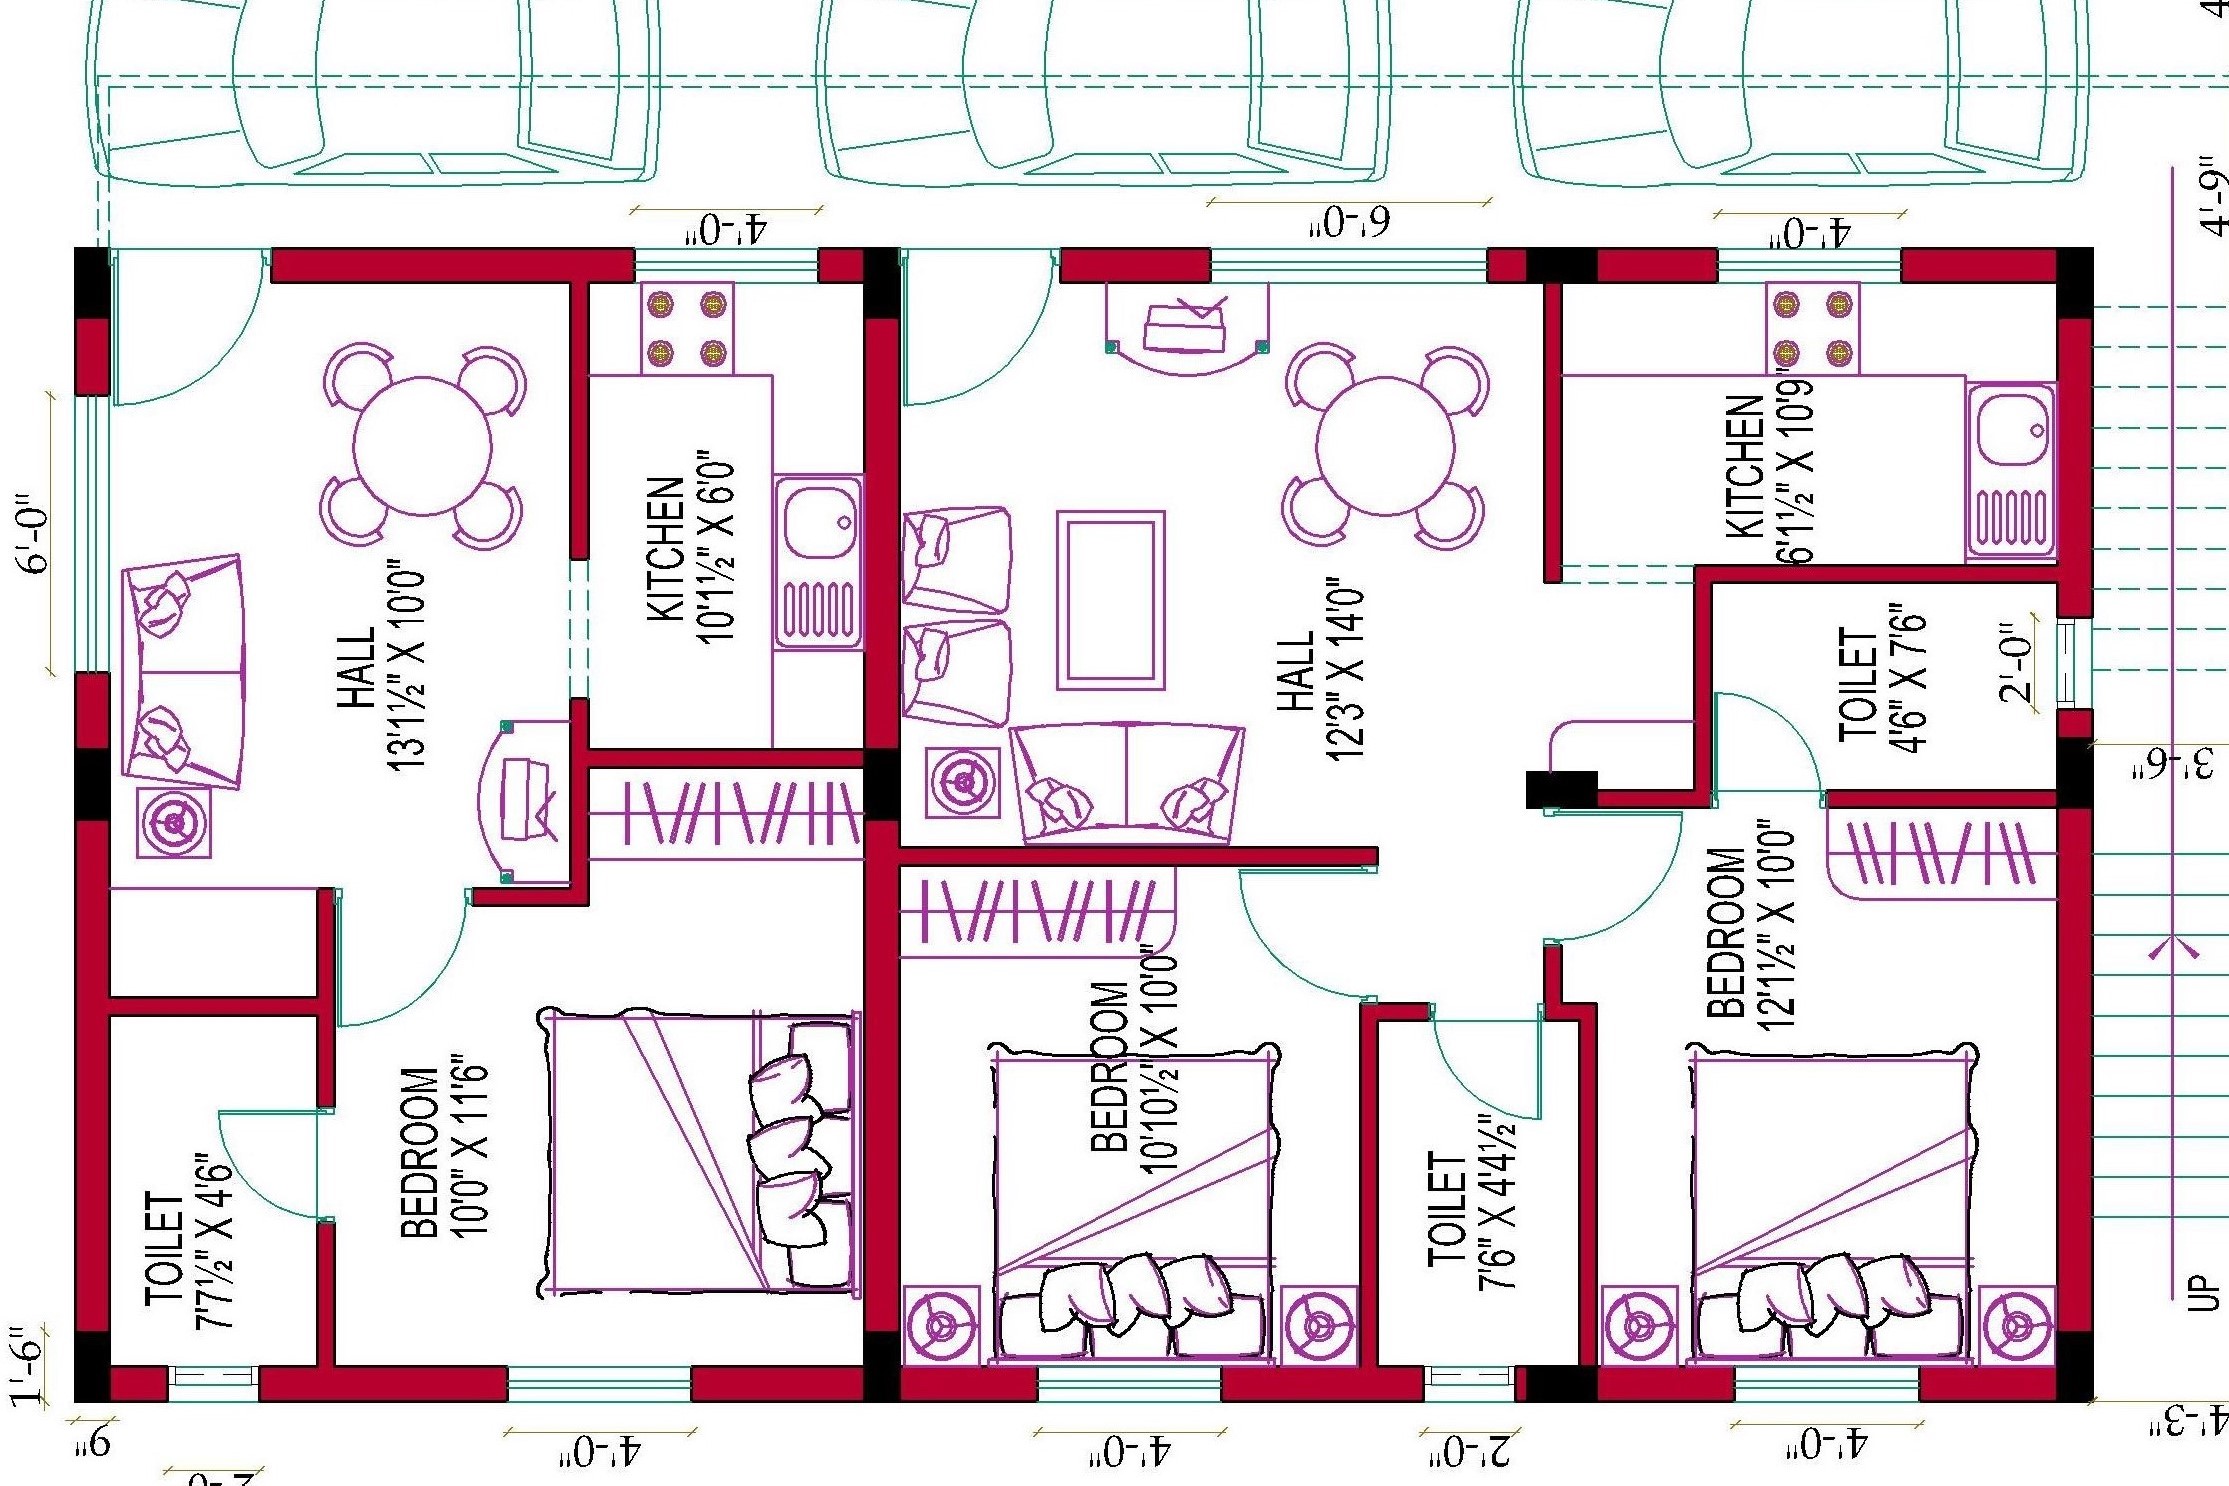 4'-9"
4'-0"
6'-0"
4'-0"
6'-0"
HALL
13'1½" X 10'0"
KITCHEN
10'1½" X 6'0"
HALL
12'3" X 14'0"
KITCHEN
6'1½" X 10'9"
TOILET
4'6" X 7'6"
2'-0"
3'-6"
BEDROOM
10'0" X 11'6"
TOILET
7'7½" X 4'6"
BEDROOM
10'10½" X 10'0"
TOILET
7'6" X 4'4½"
BEDROOM
12'1½" X 10'0"
UP
1'-6"
9"
4'-0"
4'-0"
2'-0"
4'-0"
4'-3"